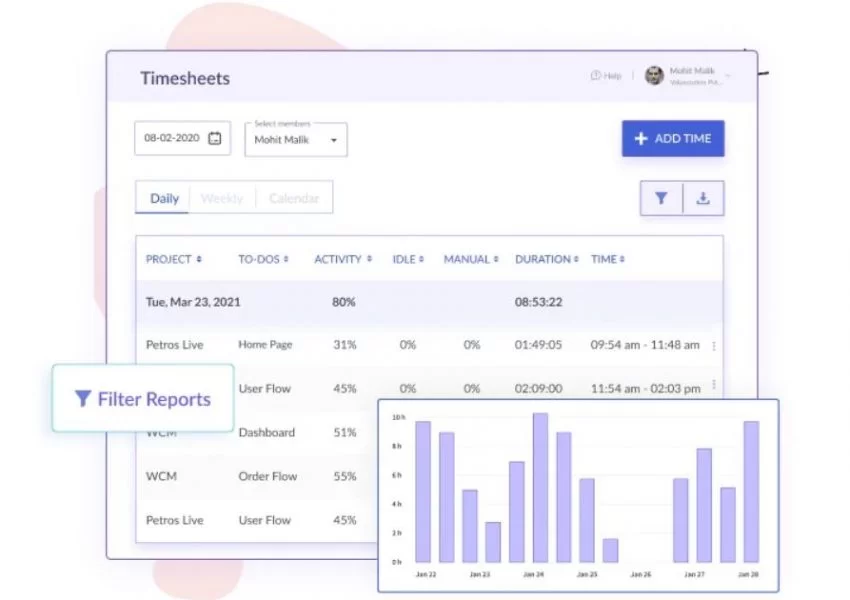 Timesheets
Help
Mohit Malik
08-02-2020
Select members
Mohit Malik
ADD TIME
Daily Weekly Calendar
PROJECT TO-DOS ACTIVITY IDLE MANUAL DURATION TIME
Tue, Mar 23, 2021 80% 08:53:22
Petros Live Home Page 31% 0% 0% 01:49:05 09:54 am - 11:48 am
Filter Reports
User Flow 45% 0% 0% 02:09:00 11:54 am - 02:03 pm
WCM Dashboard 51%
WCM Order Flow 55%
Petros Live User Flow 45%
10 h
8 h
6 h
4 h
2 h
0 h
Jan 22 Jan 23 Jan 24 Jan 25 Jan 26 Jan 27 Jan 28